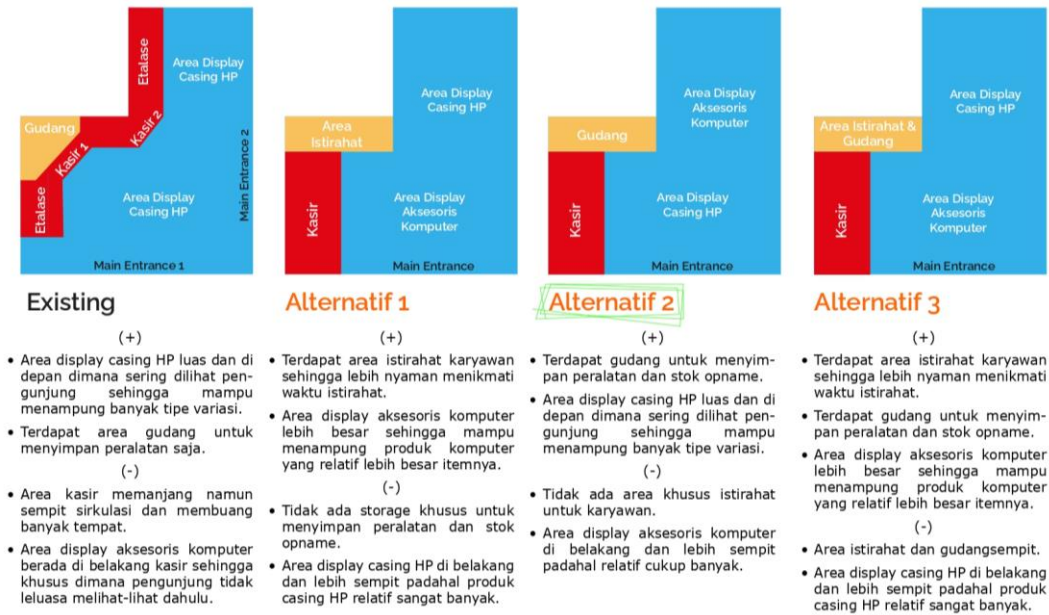 Etalase
Area Display
Casing HP
Gudang
Kasir 1
Kasir 2
Main Entrance 2
Etalase
Area Display
Casing HP
Main Entrance 1
Area Display
Casing HP
Area
Istirahat
Kasir
Area Display
Aksesoris
Komputer
Main Entrance
Area Display
Aksesoris
Komputer
Gudang
Kasir
Area Display
Casing HP
Main Entrance
Area Display
Casing HP
Area Istirahat &
Gudang
Kasir
Area Display
Aksesoris
Komputer
Main Entrance
Existing
(+)
• Area display casing HP luas dan di
depan dimana sering dilihat pen-
gunjung sehingga mampu
menampung banyak tipe variasi.
• Terdapat area gudang untuk
menyimpan peralatan saja.
(-)
• Area kasir memanjang namun
sempit sirkulasi dan membuang
banyak tempat.
• Area display aksesoris komputer
berada di belakang kasir sehingga
khusus dimana pengunjung tidak
leluasa melihat-lihat dahulu.
Alternatif 1
(+)
• Terdapat area istirahat karyawan
sehingga lebih nyaman menikmati
waktu istirahat.
• Area display aksesoris komputer
lebih besar sehingga mampu
menampung produk komputer
yang relatif lebih besar itemnya.
(-)
• Tidak ada storage khusus untuk
menyimpan peralatan dan stok
opname.
• Area display casing HP di belakang
dan lebih sempit padahal produk
casing HP relatif sangat banyak.
Alternatif 2
(+)
• Terdapat gudang untuk menyim-
pan peralatan dan stok opname.
• Area display casing HP luas dan di
depan dimana sering dilihat pen-
gunjung sehingga mampu
menampung banyak tipe variasi.
(-)
• Tidak ada area khusus istirahat
untuk karyawan.
• Area display aksesoris komputer
di belakang dan lebih sempit
padahal relatif cukup banyak.
Alternatif 3
(+)
• Terdapat area istirahat karyawan
sehingga lebih nyaman menikmati
waktu istirahat.
• Terdapat gudang untuk menyim-
pan peralatan dan stok opname.
• Area display aksesoris komputer
lebih besar sehingga mampu
menampung produk komputer
yang relatif lebih besar itemnya.
(-)
• Area istirahat dan gudangsempit.
• Area display casing HP di belakang
dan lebih sempit padahal produk
casing HP relatif sangat banyak.